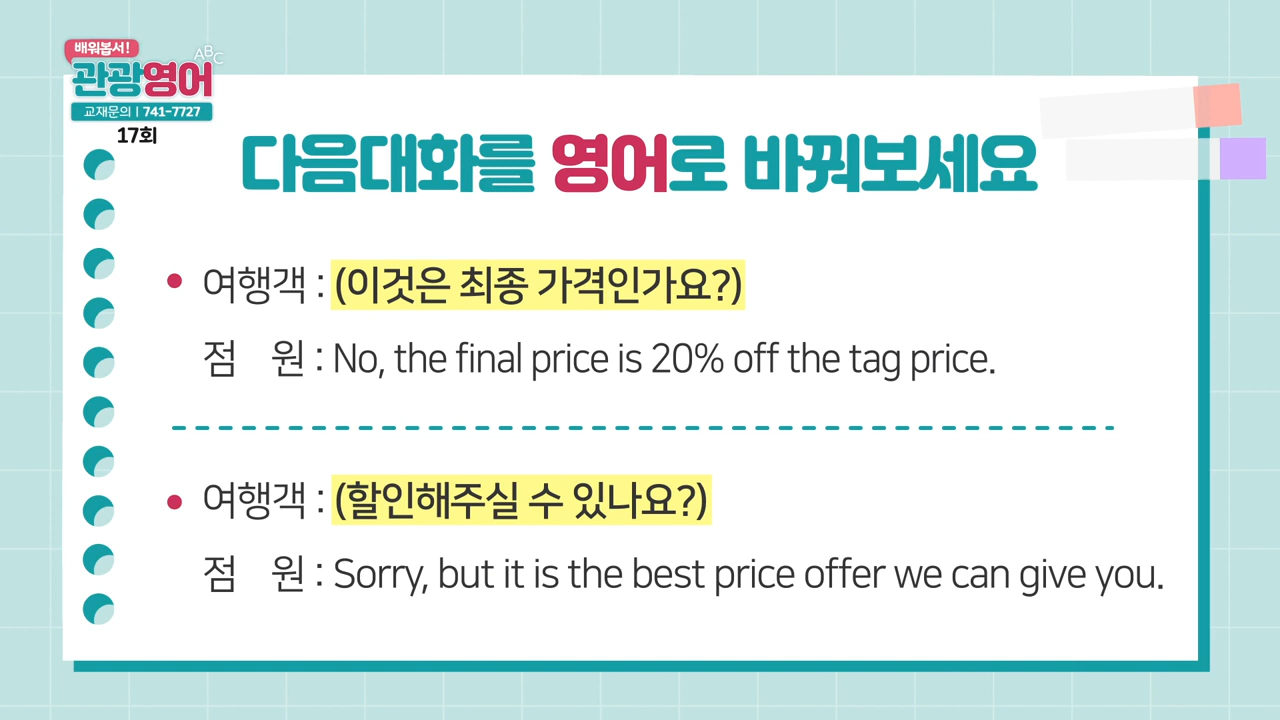 배워봅서!
ABC
관광영어
교재문의 | 741-7727
17회
다음대화를 영어로 바꿔보세요
• 여행객 : (이것은 최종 가격인가요?)
점 원 : No, the final price is 20% off the tag price.
• 여행객 : (할인해주실 수 있나요?)
점 원 : Sorry, but it is the best price offer we can give you.